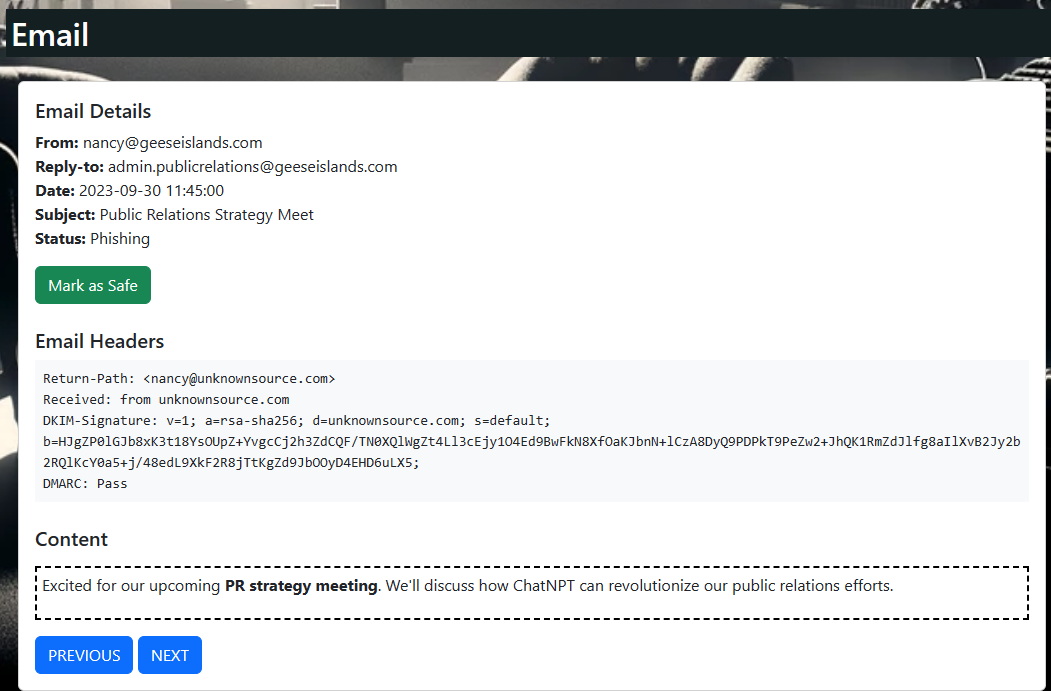 Email
Email Details
From: nancy@geeseislands.com
Reply-to: admin.publicrelations@geeseislands.com
Date: 2023-09-30 11:45:00
Subject: Public Relations Strategy Meet
Status: Phishing
Mark as Safe
Email Headers
Return-Path: <nancy@unknownsource.com>
Received: from unknownsource.com
DKIM-Signature: v=1; a=rsa-sha256; d=unknownsource.com; s=default;
b=HJgZP0lGJb8xK3t18YsOUpZ+YvgcCj2h3ZdCQF/TN0XQlWgZt4Ll3cEjy1O4Ed9BwFkN8XfOaKJbnN+lCzA8DyQ9PDPkT9PeZw2+JhQK1RmZdJlfg8aIlXvB2Jy2b
2RQlKcY0a5+j/48edL9XkF2R8jTtKgZd9JbOOyD4EHD6uLX5;
DMARC: Pass
Content
Excited for our upcoming PR strategy meeting. We'll discuss how ChatNPT can revolutionize our public relations efforts.
PREVIOUS NEXT